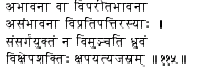 अभावना वा विपरीतभावना
असंभावना विप्रतिपत्तिरस्याः ।
संसर्गयुक्तं न विमुञ्चति ध्रुवं
विक्षेपशक्तिः क्षपयत्यजस्रम् ॥ ११५ ॥